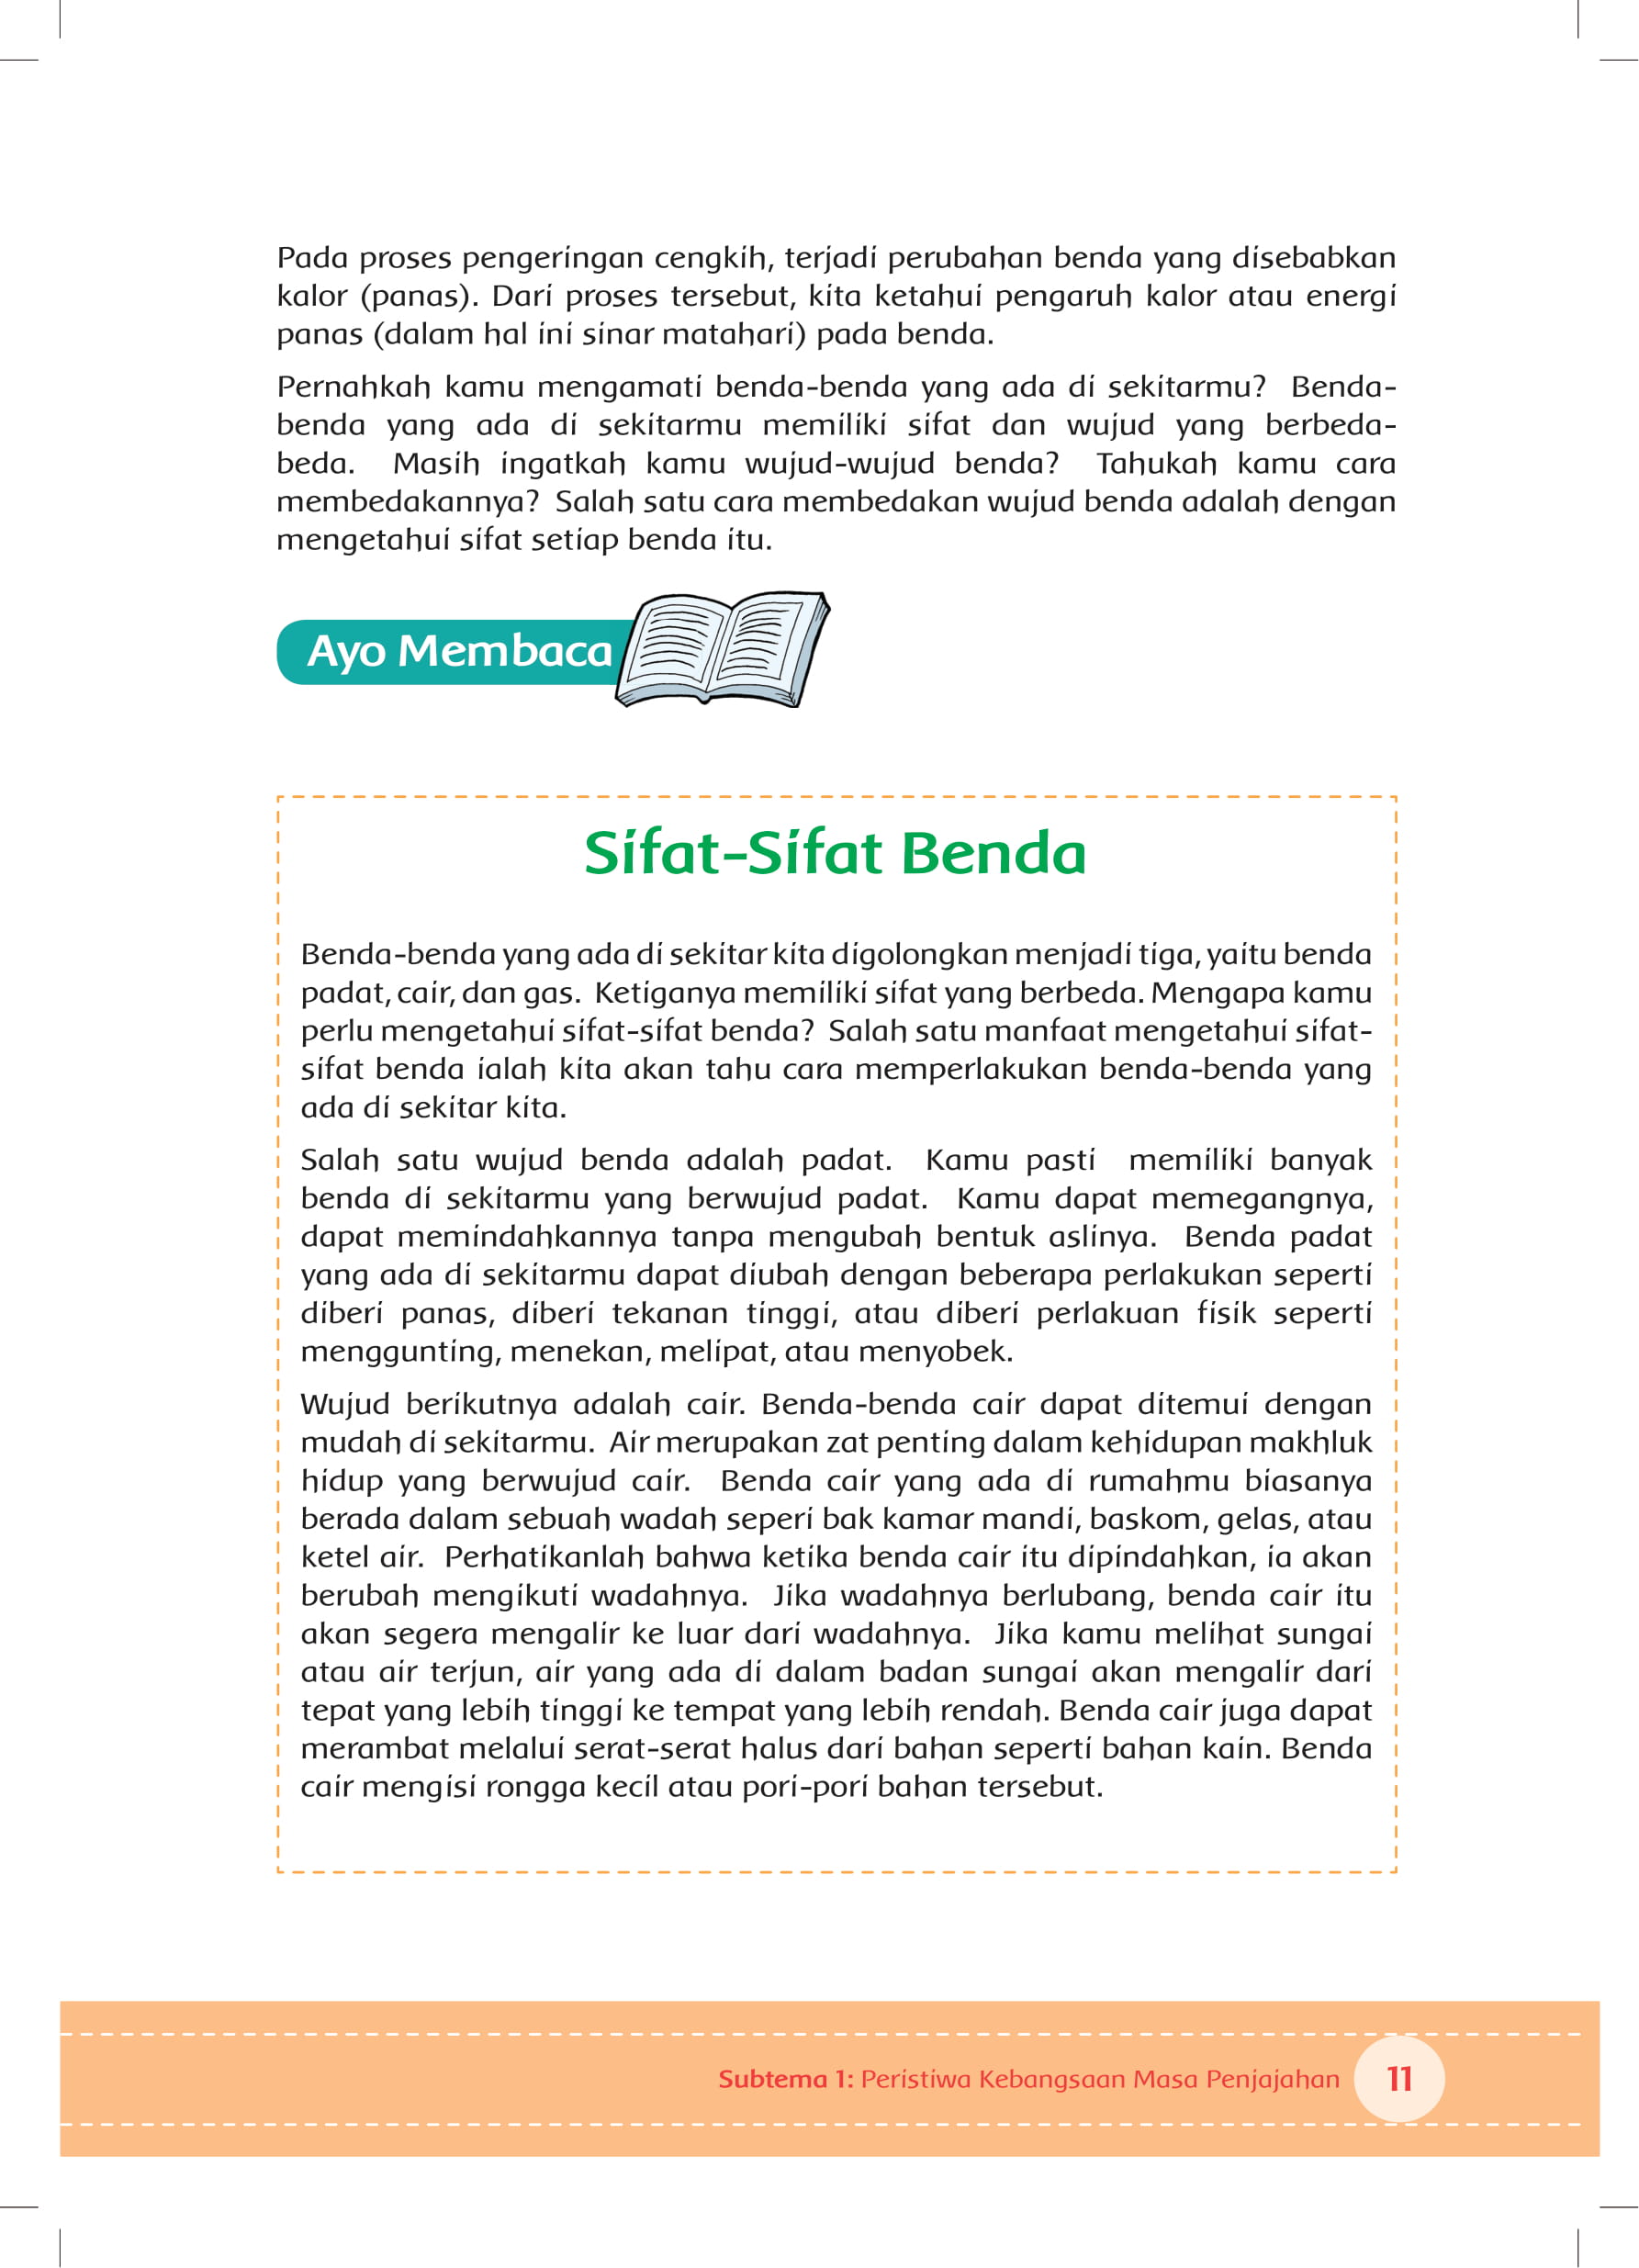 Pada proses pengeringan cengkih, terjadi perubahan benda yang disebabkan
kalor (panas). Dari proses tersebut, kita ketahui pengaruh kalor atau energi
panas (dalam hal ini sinar matahari) pada benda.
Pernahkah kamu mengamati benda-benda yang ada di sekitarmu? Benda-
benda yang ada di sekitarmu memiliki sifat dan wujud yang berbeda-
beda. Masih ingatkah kamu wujud-wujud benda? Tahukah kamu cara
membedakannya? Salah satu cara membedakan wujud benda adalah dengan
mengetahui sifat setiap benda itu.
Ayo Membaca
Sifat-Sifat Benda
Benda-benda yang ada di sekitar kita digolongkan menjadi tiga, yaitu benda
padat, cair, dan gas. Ketiganya memiliki sifat yang berbeda. Mengapa kamu
perlu mengetahui sifat-sifat benda? Salah satu manfaat mengetahui sifat-
sifat benda ialah kita akan tahu cara memperlakukan benda-benda yang
ada di sekitar kita.
Salah satu wujud benda adalah padat. Kamu pasti memiliki banyak
benda di sekitarmu yang berwujud padat. Kamu dapat memegangnya,
dapat memindahkannya tanpa mengubah bentuk aslinya. Benda padat
yang ada di sekitarmu dapat diubah dengan beberapa perlakukan seperti
diberi panas, diberi tekanan tinggi, atau diberi perlakuan fisik seperti
menggunting, menekan, melipat, atau menyobek.
Wujud berikutnya adalah cair. Benda-benda cair dapat ditemui dengan
mudah di sekitarmu. Air merupakan zat penting dalam kehidupan makhluk
hidup yang berwujud cair. Benda cair yang ada di rumahmu biasanya
berada dalam sebuah wadah seperi bak kamar mandi, baskom, gelas, atau
ketel air. Perhatikanlah bahwa ketika benda cair itu dipindahkan, ia akan
berubah mengikuti wadahnya. Jika wadahnya berlubang, benda cair itu
akan segera mengalir ke luar dari wadahnya. Jika kamu melihat sungai
atau air terjun, air yang ada di dalam badan sungai akan mengalir dari
tepat yang lebih tinggi ke tempat yang lebih rendah. Benda cair juga dapat
merambat melalui serat-serat halus dari bahan seperti bahan kain. Benda
cair mengisi rongga kecil atau pori-pori bahan tersebut.
Subtema 1: Peristiwa Kebangsaan Masa Penjajahan 11